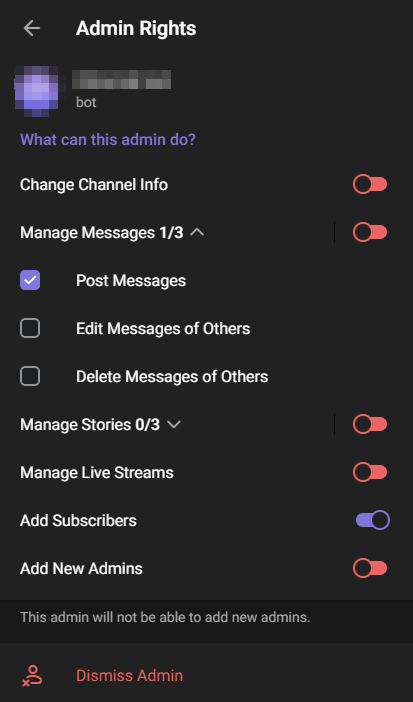 Admin Rights
bot
What can this admin do?
Change Channel Info
Manage Messages 1/3
Post Messages
Edit Messages of Others
Delete Messages of Others
Manage Stories 0/3
Manage Live Streams
Add Subscribers
Add New Admins
This admin will not be able to add new admins.
Dismiss Admin